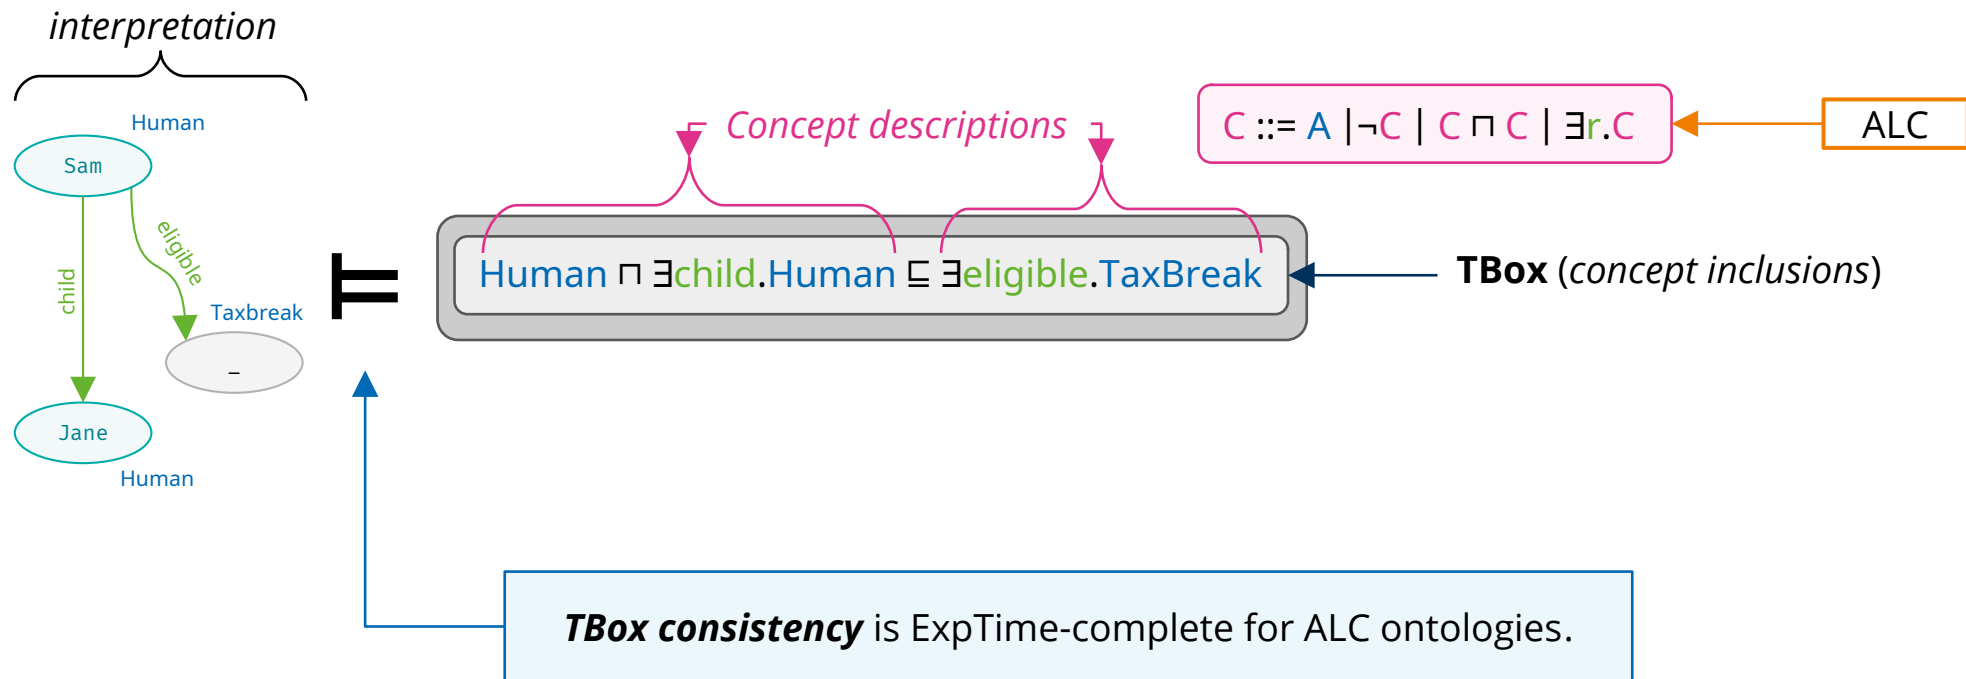 interpretation
Human
Sam
eligible
child
Taxbreak
_
Jane
Human
⊨
Concept descriptions
C ::= A | ¬C | C ⊓ C | ∃r.C
ALC
Human ⊓ ∃child.Human ⊑ ∃eligible.TaxBreak
TBox (concept inclusions)
TBox consistency is ExpTime-complete for ALC ontologies.